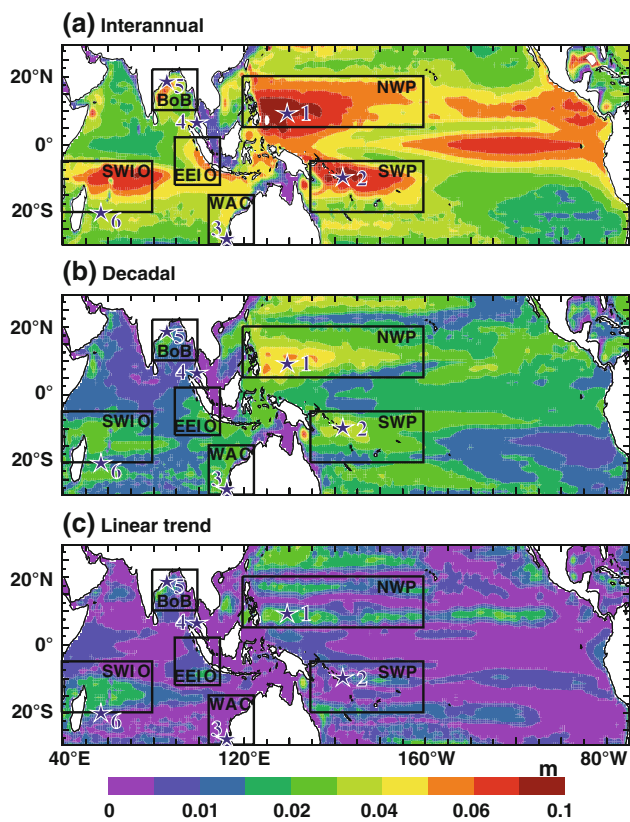 (a) Interannual
20°N
0°
20°S
BoB
5
4
NWP
1
SWIO
EEIO
SWP
2
WAC
6
3
(b) Decadal
20°N
0°
20°S
BoB
5
4
NWP
1
SWIO
EEIO
SWP
2
WAC
6
3
(c) Linear trend
20°N
0°
20°S
BoB
5
4
NWP
1
SWIO
EEIO
SWP
2
WAC
6
3
40°E 120°E 160°W 80°W
m
0 0.01 0.02 0.04 0.06 0.1